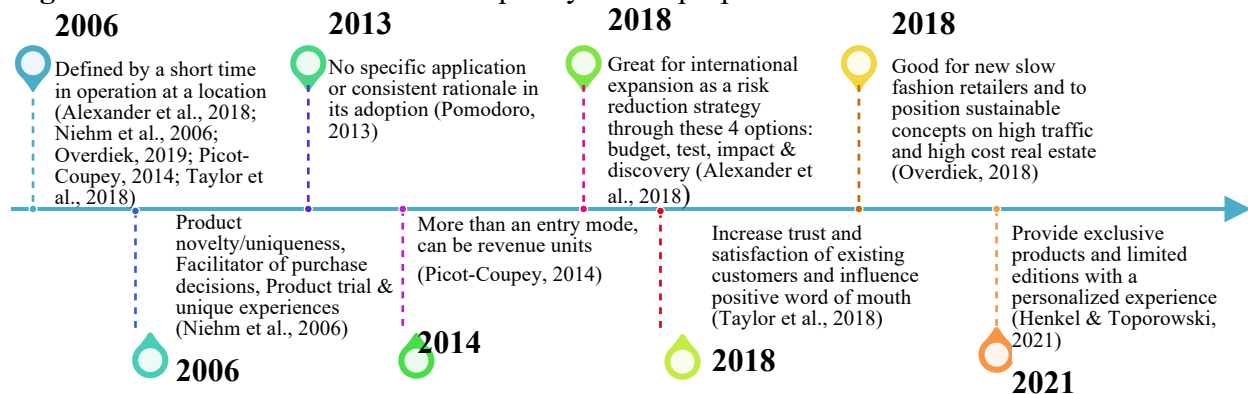 2006
Defined by a short time
in operation at a location
(Alexander et al., 2018;
Niehm et al., 2006;
Overdiek, 2019; Picot-
Coupey, 2014; Taylor et
al., 2018)
2013
No specific application
or consistent rationale in
its adoption (Pomodoro,
2013)
2018
Great for international
expansion as a risk
reduction strategy
through these 4 options:
budget, test, impact &
discovery (Alexander et
al., 2018)
2018
Good for new slow
fashion retailers and to
position sustainable
concepts on high traffic
and high cost real estate
(Overdiek, 2018)
Product
novelty/uniqueness,
Facilitator of purchase
decisions, Product trial &
unique experiences
(Niehm et al., 2006)
2006
More than an entry mode,
can be revenue units
(Picot-Coupey, 2014)
2014
Increase trust and
satisfaction of existing
customers and influence
positive word of mouth
(Taylor et al., 2018)
2018
Provide exclusive
products and limited
editions with a
personalized experience
(Henkel & Toporowski,
2021)
2021